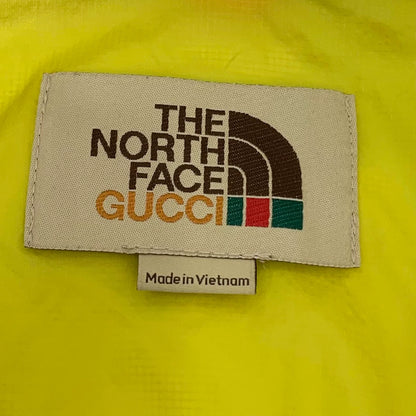 THE
NORTH
FACE
GUCCI
Made in Vietnam